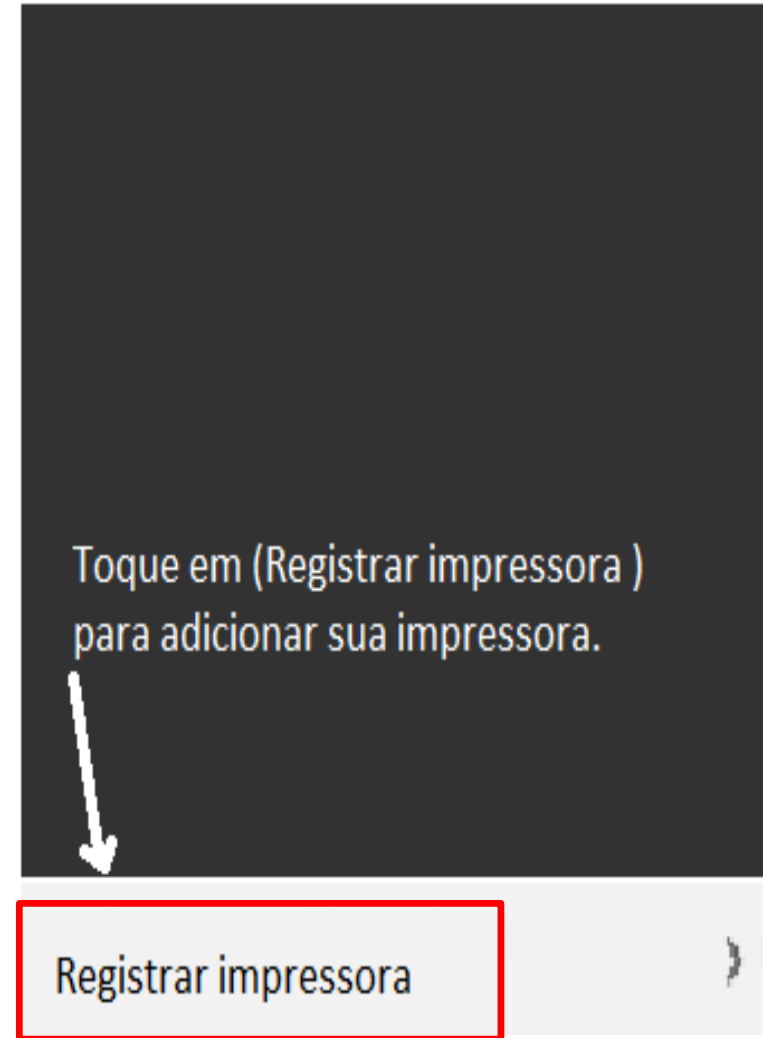 Toque em (Registrar impressora )
para adicionar sua impressora.
Registrar impressora